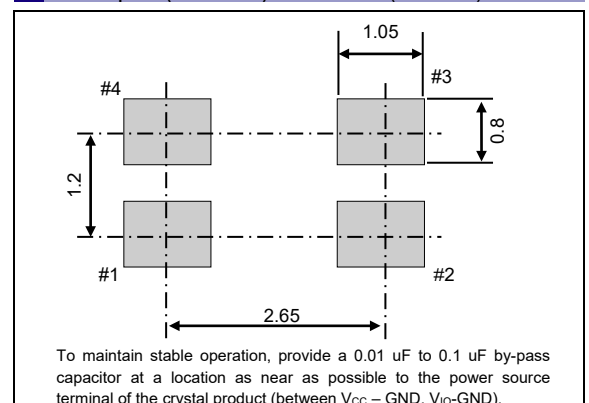 1.05
#4
#3
0.8
1.2
#1
#2
2.65
To maintain stable operation, provide a 0.01 uF to 0.1 uF by-pass
capacitor at a location as near as possible to the power source
terminal of the crystal product (between VCC – GND, VIO-GND).